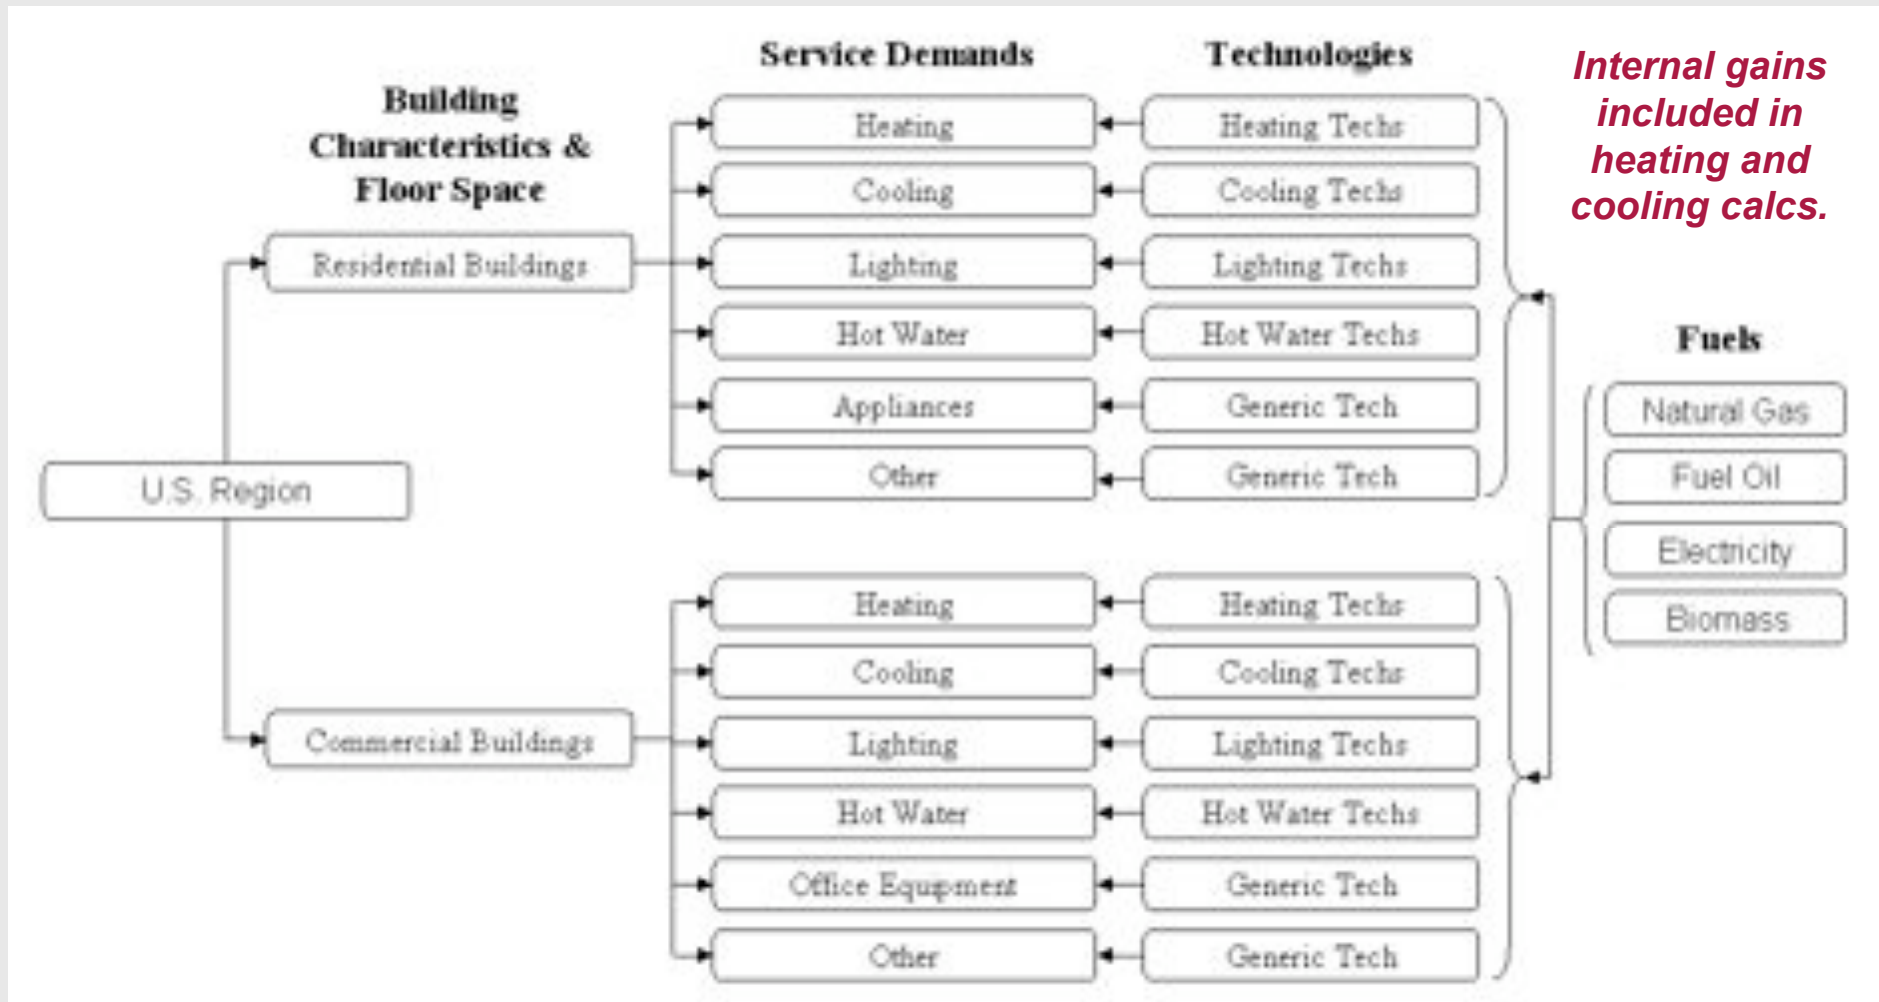 Service Demands
Technologies
Internal gains
included in
heating and
cooling calcs.
Building
Characteristics &
Floor Space
Heating
Heating Techs
Cooling
Cooling Techs
Residential Buildings
Lighting
Lighting Techs
Hot Water
Hot Water Techs
Fuels
Appliances
Generic Tech
Natural Gas
Other
Generic Tech
Fuel Oil
U.S. Region
Electricity
Biomass
Heating
Heating Techs
Cooling
Cooling Techs
Commercial Buildings
Lighting
Lighting Techs
Hot Water
Hot Water Techs
Office Equipment
Generic Tech
Other
Generic Tech